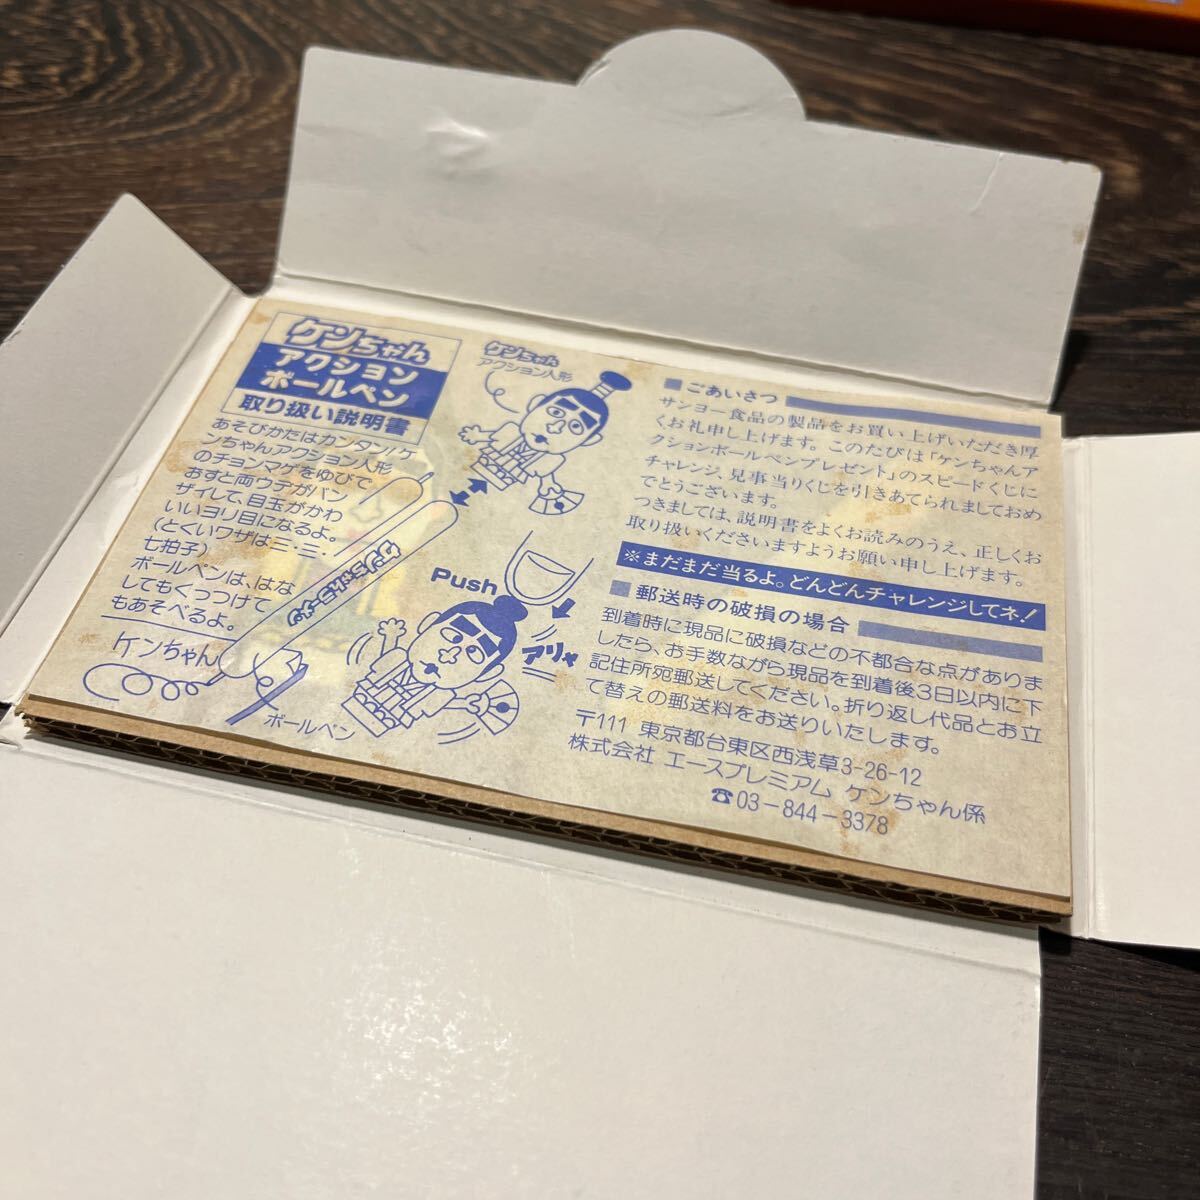 ケンちゃん
アクション
ボールペン
取り扱い説明書
あそびかたはカンタン!ケ
ンちゃんアクション人形
のチョンマゲをゆびで
おすと両ウデがバン
ザイして、目玉がかわ
いいヨリ目になるよ。
(とくいワザは三・三・
七拍子)
ボールペンは、はな
してもくっつけて
もあそべるよ。
ケンちゃん
ケンちゃん
アクション人形
ケンちゃんラーメン
Push
アリャ
ボールペン
■ごあいさつ
サンヨー食品の製品をお買い上げいただき厚
くお礼申し上げます。このたびは「ケンちゃんア
クションボールペンプレゼント」のスピードくじに
チャレンジ、見事当りくじを引きあてられましておめ
でとうございます。
つきましては、説明書をよくお読みのうえ、正しくお
取り扱いくださいますようお願い申し上げます。
※まだまだ当るよ。どんどんチャレンジしてネ!
■郵送時の破損の場合
到着時に現品に破損などの不都合な点がありま
したら、お手数ながら現品を到着後3日以内に下
記住所宛郵送してください。折り返し代品とお立
て替えの郵送料をお送りいたします。
〒111 東京都台東区西浅草3-26-12
株式会社 エースプレミアム ケンちゃん係
☎03-844-3378